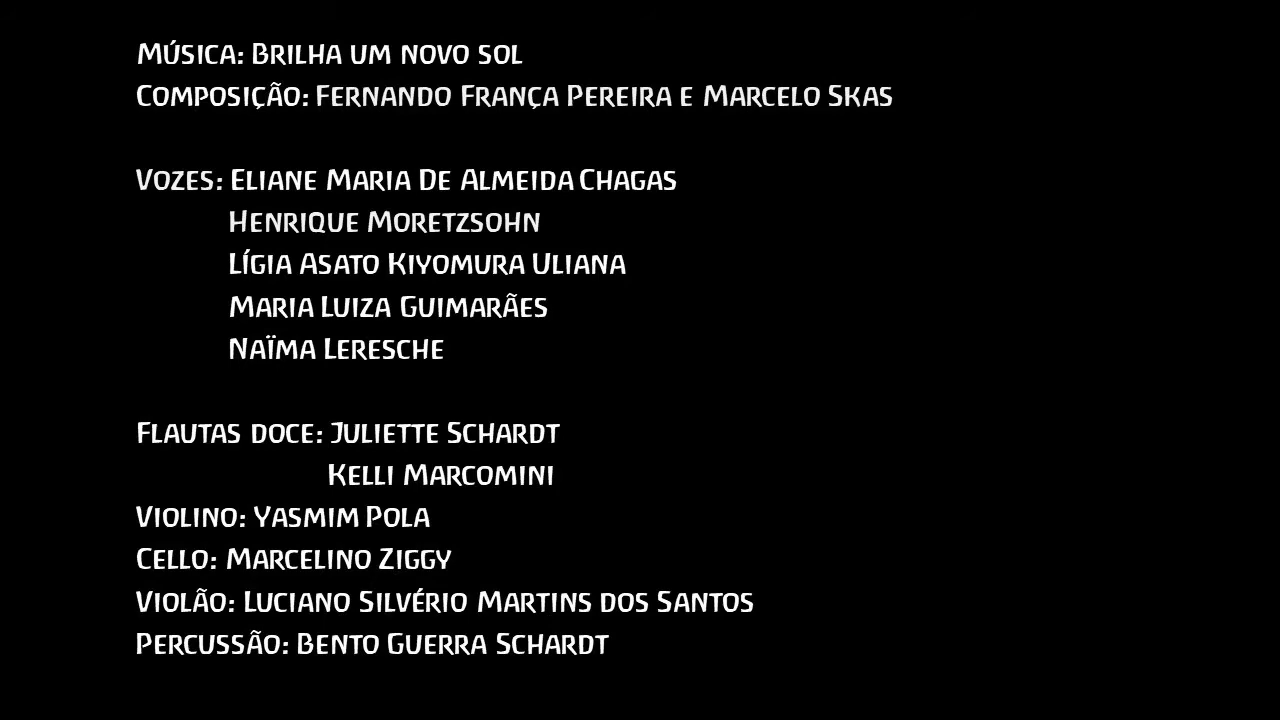 Música: Brilha um novo sol
Composição: Fernando França Pereira e Marcelo Skas
Vozes: Eliane Maria De Almeida Chagas
Henrique Moretzsohn
Lígia Asato Kiyomura Uliana
Maria Luiza Guimarães
Naïma Leresche
Flautas doce: Juliette Schardt
Kelli Marcomini
Violino: Yasmim Pola
Cello: Marcelino Ziggy
Violão: Luciano Silvério Martins dos Santos
Percussão: Bento Guerra Schardt